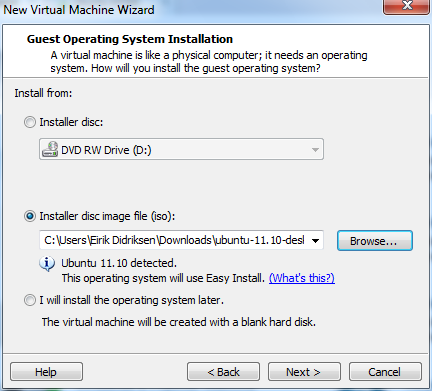 New Virtual Machine Wizard
Guest Operating System Installation
A virtual machine is like a physical computer; it needs an operating
system. How will you install the guest operating system?
Install from:
Installer disc:
DVD RW Drive (D:)
Installer disc image file (iso):
C:\Users\Eirik Didriksen\Downloads\ubuntu-11.10-desl
Browse...
Ubuntu 11.10 detected.
This operating system will use Easy Install. (What's this?)
I will install the operating system later.
The virtual machine will be created with a blank hard disk.
Help
< Back
Next >
Cancel